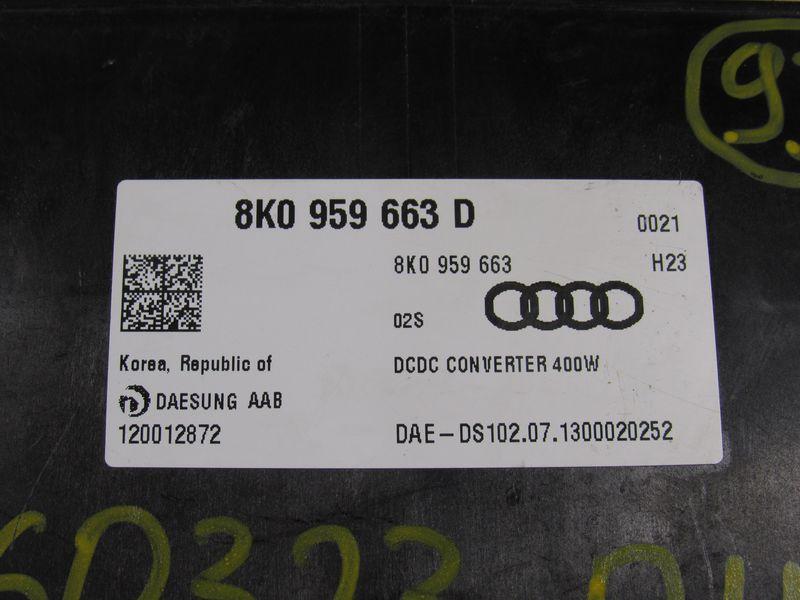 8K0 959 663 D
0021
8K0 959 663
H23
02S
Korea, Republic of
DCDC CONVERTER 400W
DAESUNG AAB
120012872
DAE-DS102.07.1300020252